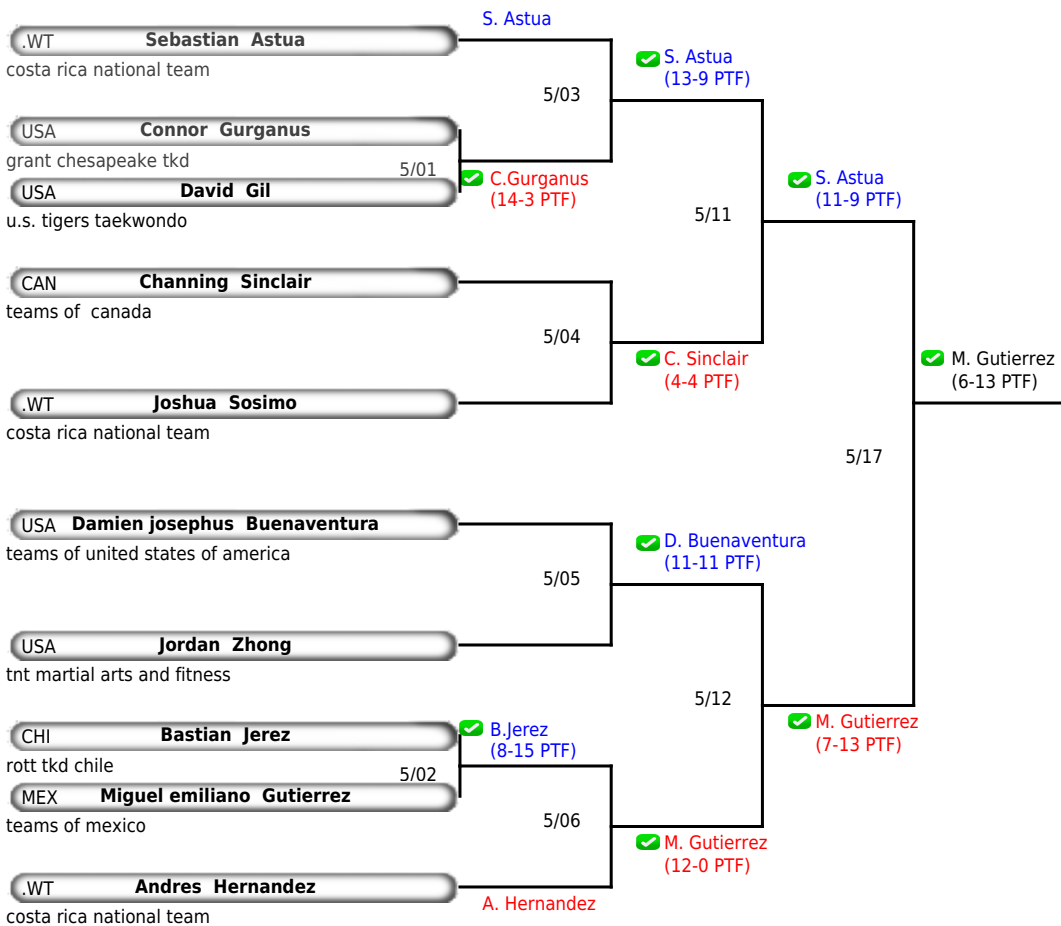 S. Astua
.WT Sebastian Astua
costa rica national team
S. Astua
(13-9 PTF)
5/03
USA Connor Gurganus
grant chesapeake tkd
5/01
USA David Gil
u.s. tigers taekwondo
C.Gurganus
(14-3 PTF)
S. Astua
(11-9 PTF)
5/11
CAN Channing Sinclair
teams of canada
5/04
C. Sinclair
(4-4 PTF)
.WT Joshua Sosimo
costa rica national team
M. Gutierrez
(6-13 PTF)
5/17
USA Damien josephus Buenaventura
teams of united states of america
D. Buenaventura
(11-11 PTF)
5/05
USA Jordan Zhong
tnt martial arts and fitness
5/12
M. Gutierrez
(7-13 PTF)
CHI Bastian Jerez
rott tkd chile
B.Jerez
(8-15 PTF)
5/02
MEX Miguel emiliano Gutierrez
teams of mexico
5/06
M. Gutierrez
(12-0 PTF)
.WT Andres Hernandez
costa rica national team
A. Hernandez